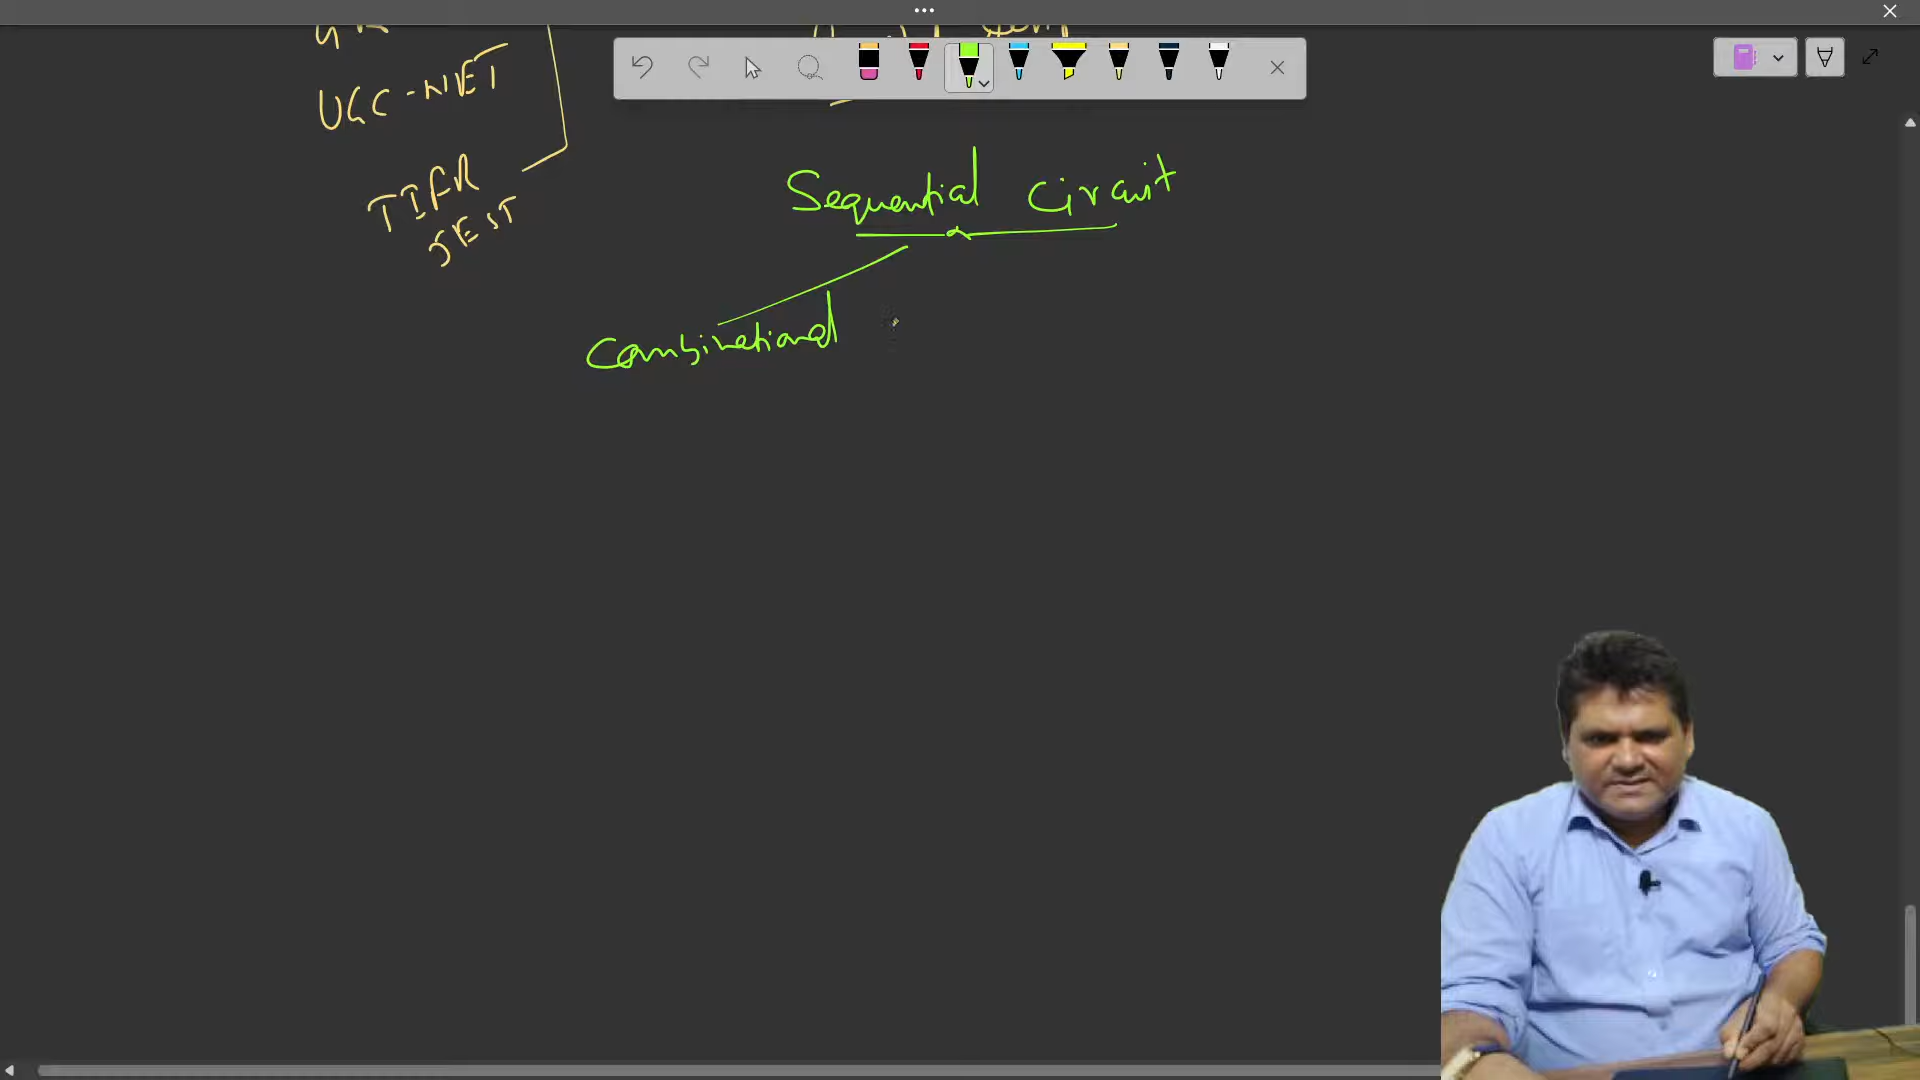 UGC-NET
TIFR
JEST
Sequential Circuit
Combinational